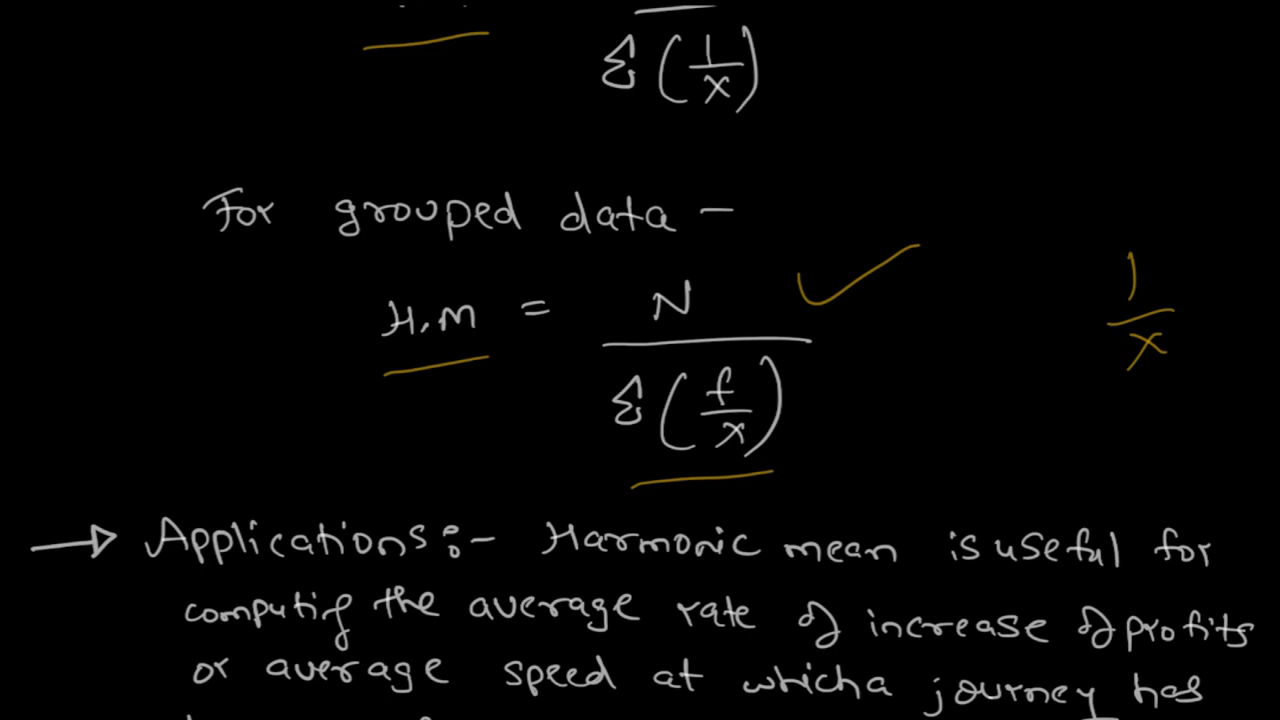 Σ(1/x)
For grouped data -
H.M = N / Σ(f/x)
1/x
→ Applications :- Harmonic mean is useful for
computif the average rate of increase of profits
or average speed at which a journey has